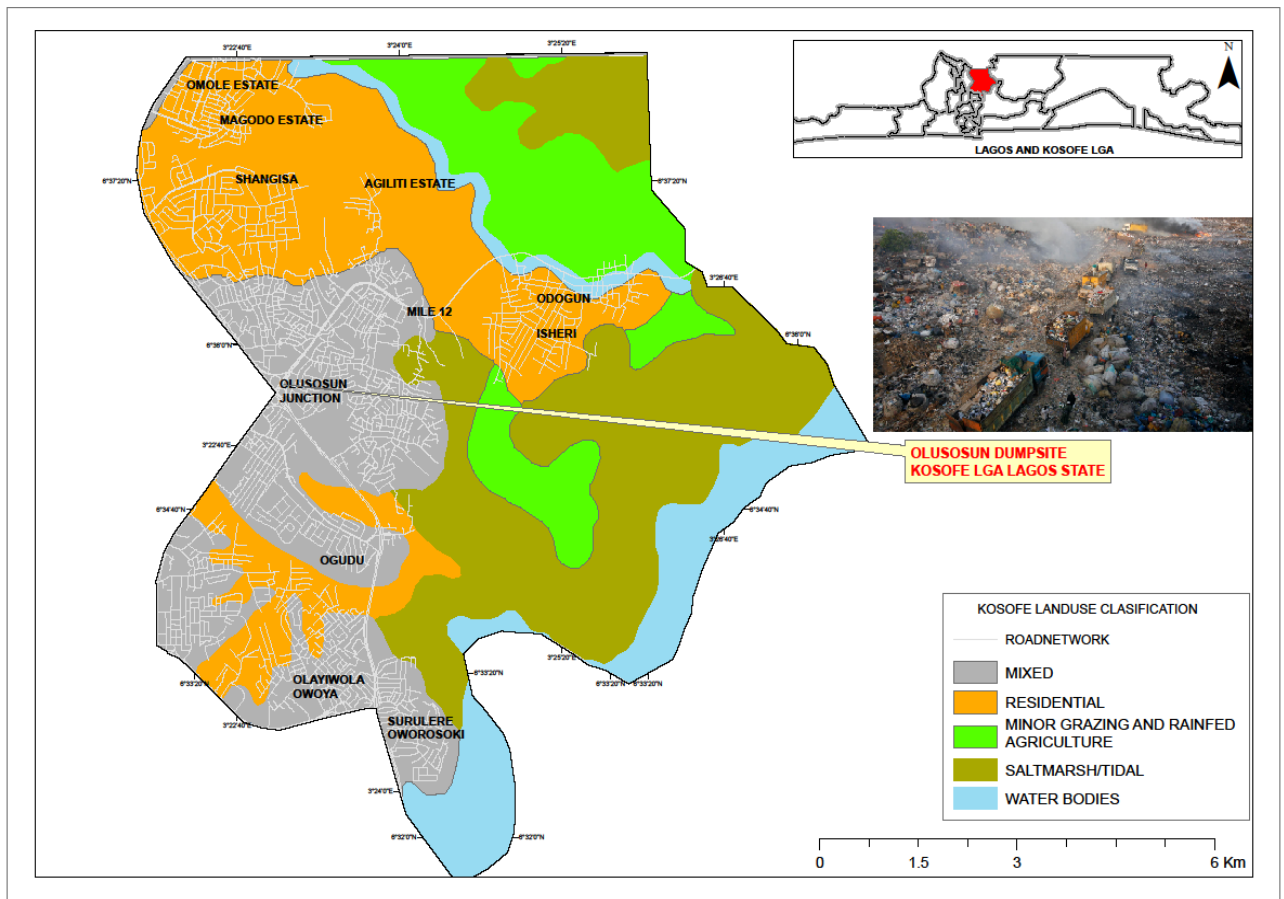 3°22'40"E
3°24'0"E
3°25'20"E
N
LAGOS AND KOSOFE LGA
OMOLE ESTATE
MAGODO ESTATE
6°37'20"N
SHANGISA
AGILITI ESTATE
6°37'20"N
3°26'40"E
ODOGUN
MILE 12
ISHERI
6°36'0"N
6°36'0"N
OLUSOSUN
JUNCTION
3°22'40"E
OLUSOSUN DUMPSITE
KOSOFE LGA LAGOS STATE
6°34'40"N
6°34'40"N
3°26'40"E
OGUDU
KOSOFE LANDUSE CLASIFICATION
ROADNETWORK
MIXED
RESIDENTIAL
MINOR GRAZING AND RAINFED
AGRICULTURE
SALTMARSH/TIDAL
WATER BODIES
3°25'20"E
6°33'20"N
6°33'20"N
6°33'20"N
6°33'20"N
OLAYIWOLA
OWOYA
3°22'40"E
SURULERE
OWOROSOKI
3°24'0"E
6°32'0"N
6°32'0"N
0
1.5
3
6 Km